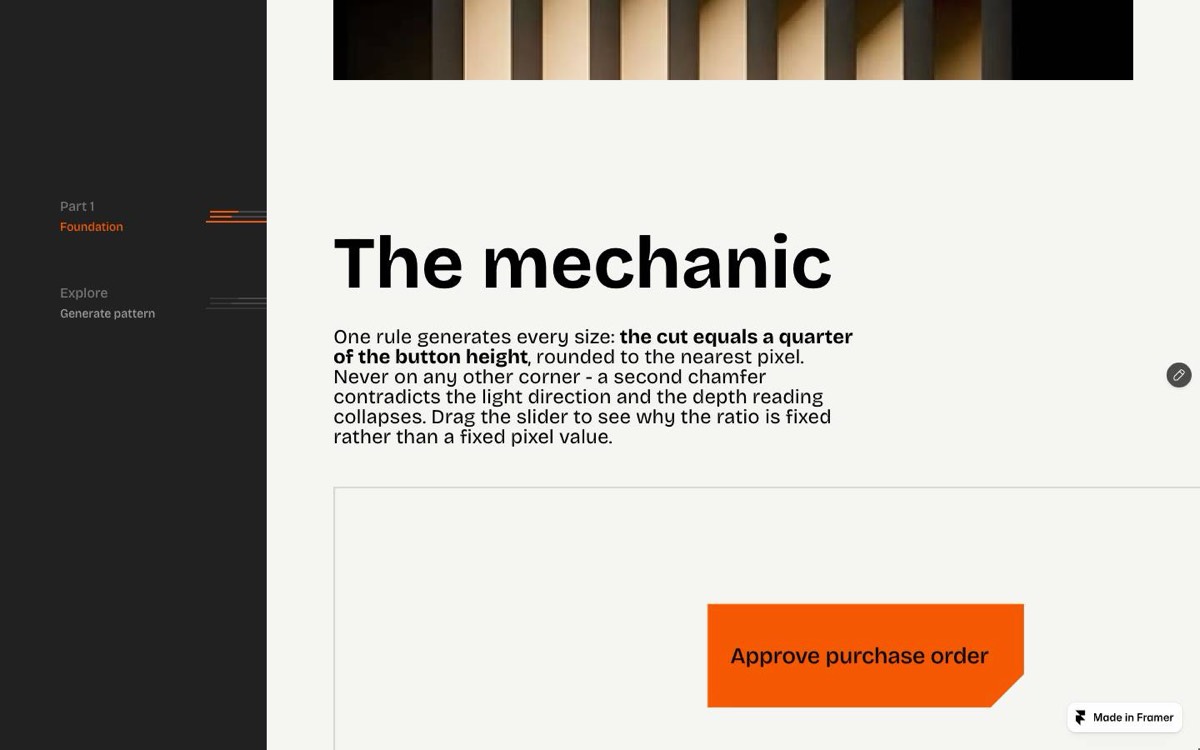 Part 1
Foundation
Explore
Generate pattern
The mechanic
One rule generates every size: the cut equals a quarter
of the button height, rounded to the nearest pixel.
Never on any other corner - a second chamfer
contradicts the light direction and the depth reading
collapses. Drag the slider to see why the ratio is fixed
rather than a fixed pixel value.
Approve purchase order
Made in Framer